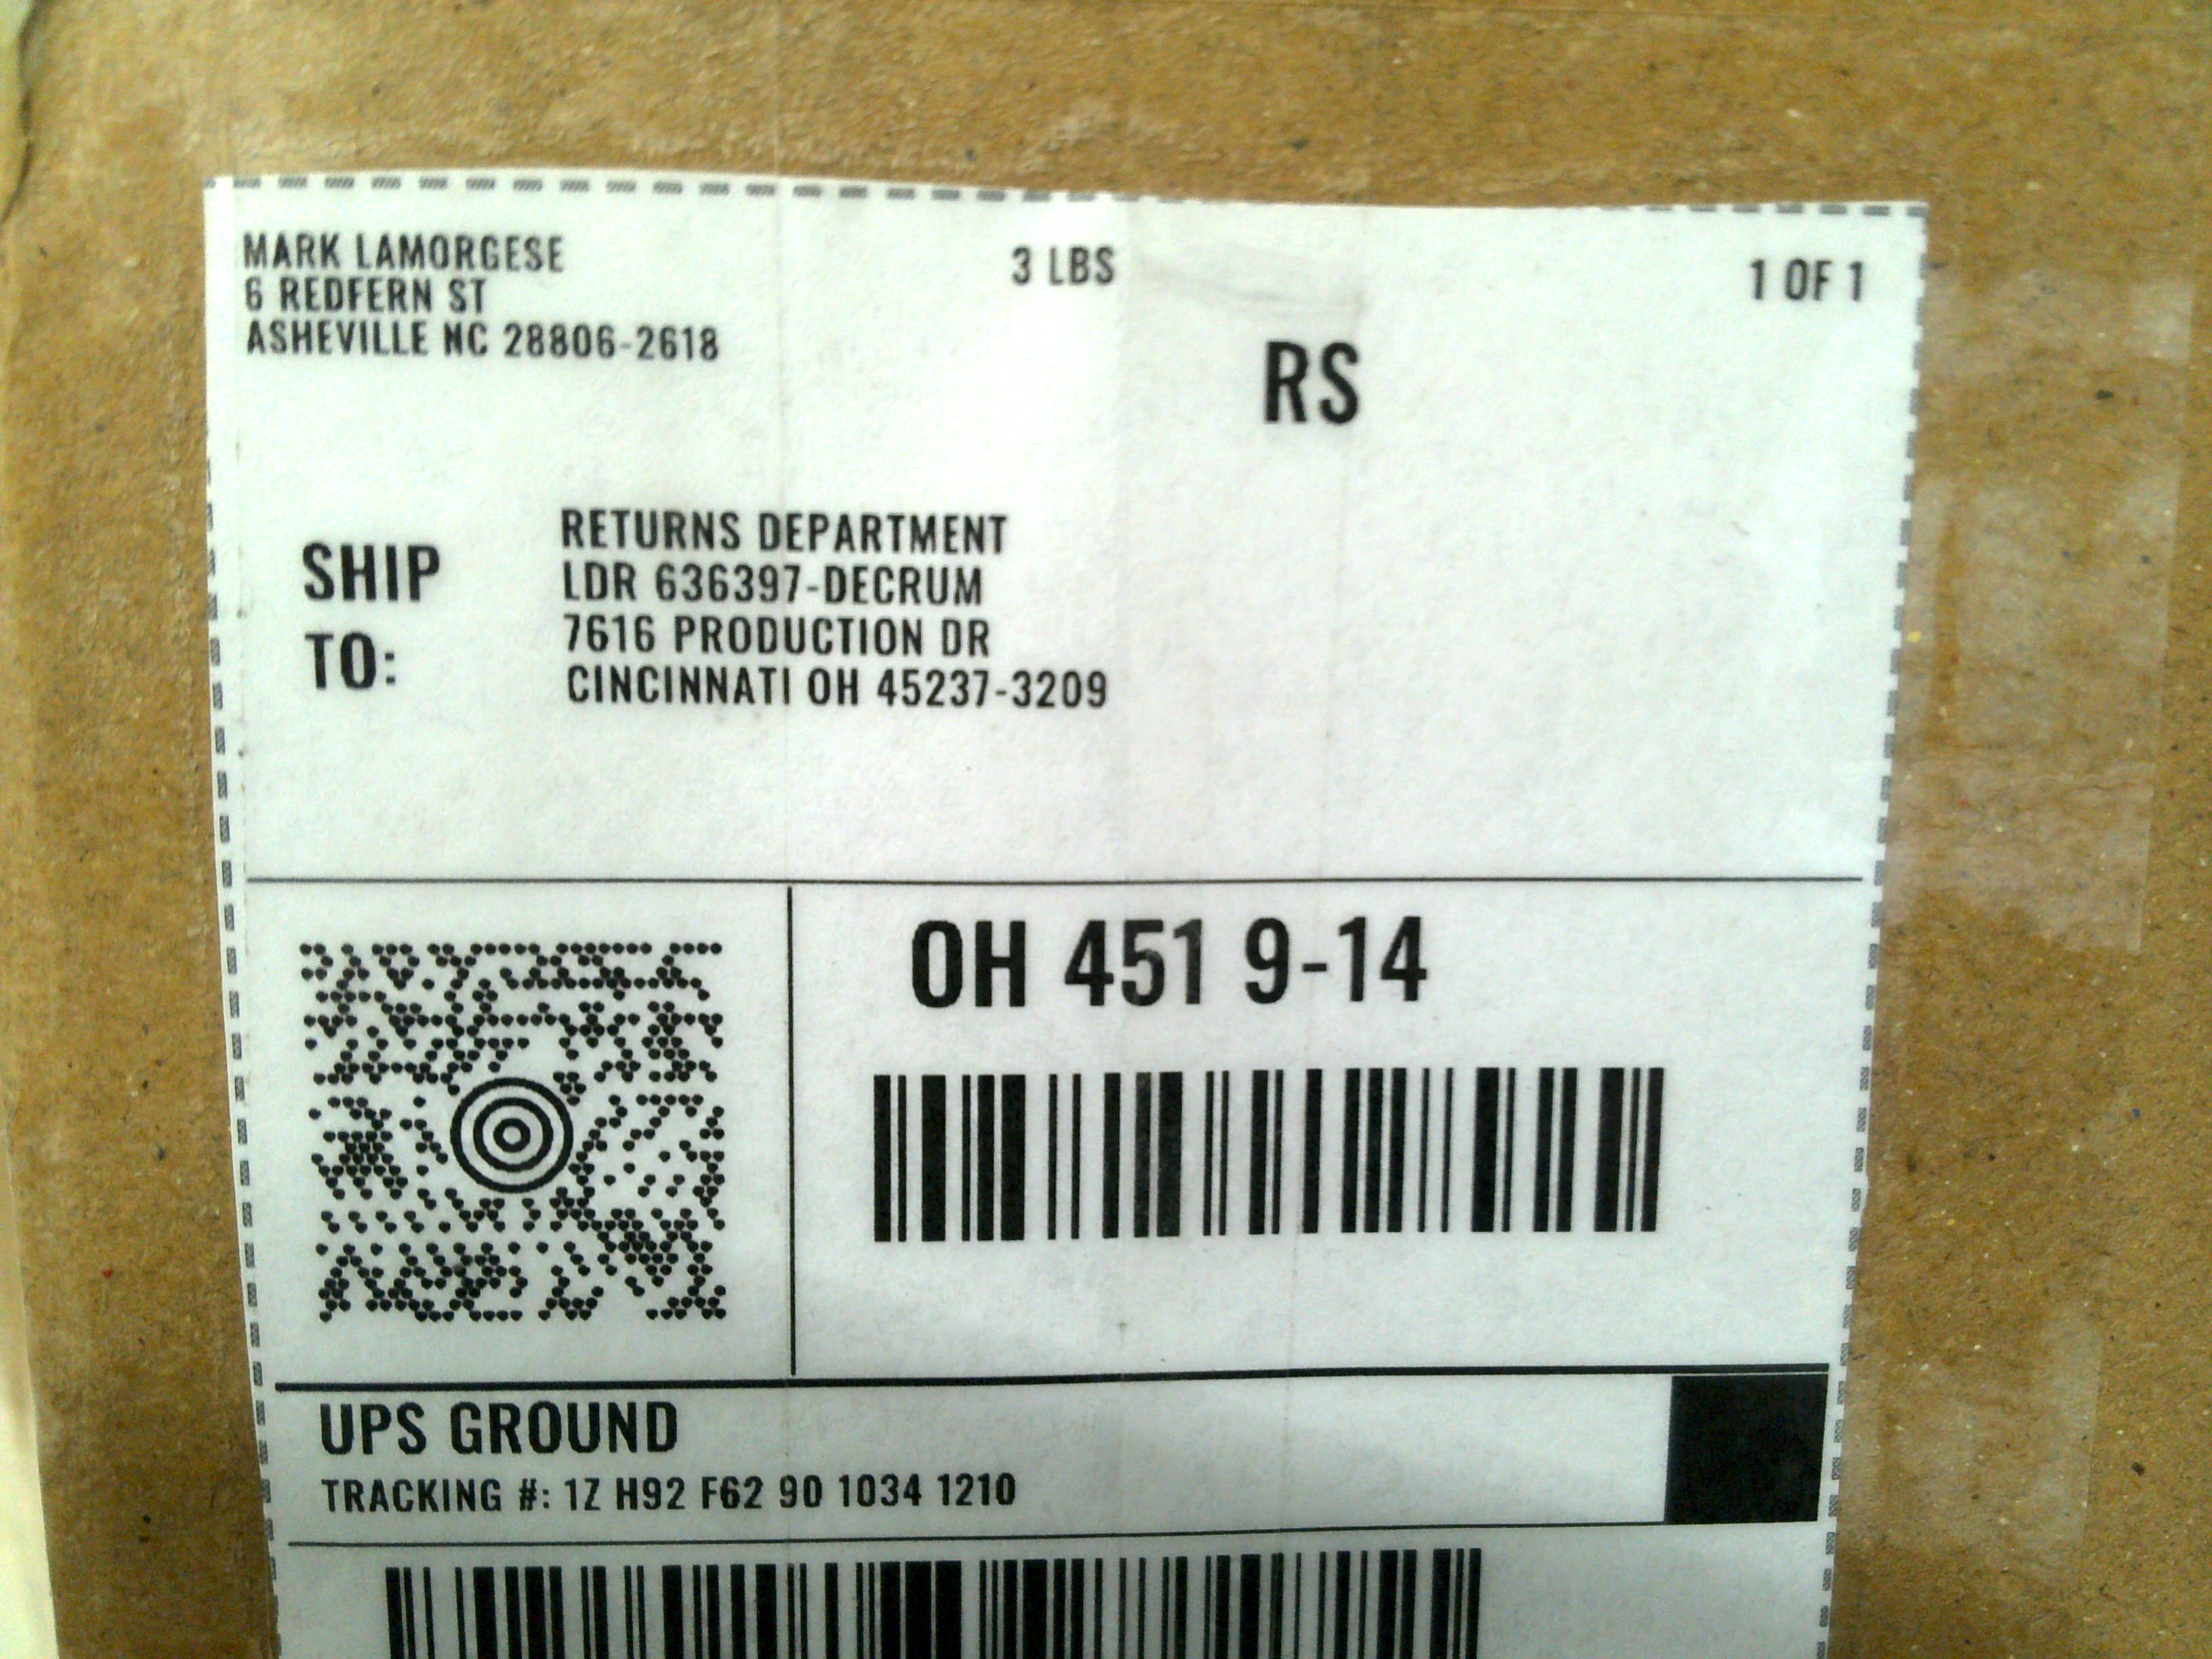 MARK LAMORGESE
6 REDFERN ST
ASHEVILLE NC 28806-2618
3 LBS
1 OF 1
RS
SHIP
TO:
RETURNS DEPARTMENT
LDR 636397-DECRUM
7616 PRODUCTION DR
CINCINNATI OH 45237-3209
OH 451 9-14
UPS GROUND
TRACKING #: 1Z H92 F62 90 1034 1210